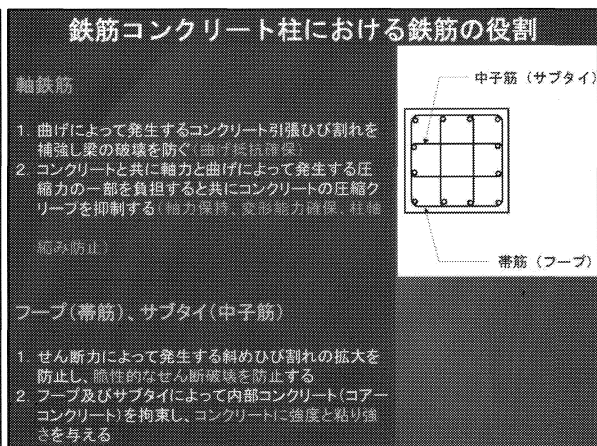 鉄筋コンクリート柱における鉄筋の役割
軸鉄筋
1. 曲げによって発生するコンクリート引張ひび割れを
補強し梁の破壊を防ぐ(曲げ抵抗確保)
2. コンクリートと共に軸力と曲げによって発生する圧
縮力の一部を負担すると共にコンクリートの圧縮ク
リープを抑制する(軸力保持、変形能力確保、柱軸
縮み防止)
フープ(帯筋)、サブタイ(中子筋)
1. せん断力によって発生する斜めひび割れの拡大を
防止し、脆性的なせん断破壊を防止する
2. フープ及びサブタイによって内部コンクリート(コアー
コンクリート)を拘束し、コンクリートに強度と粘り強
さを与える
中子筋（サブタイ）
帯筋（フープ）